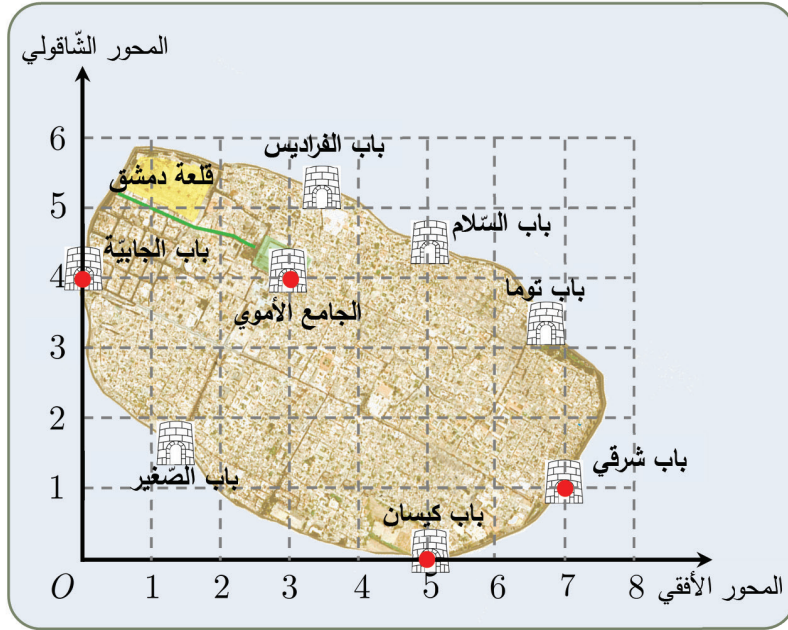 المحور الشّاقولي
6
باب الفراديس
قلعة دمشق
5
باب السّلام
باب الجابيّة
باب توما
4
الجامع الأموي
3
2
باب شرقي
باب الصّغير
1
باب كيسان
O 1 2 3 4 5 6 7 8 المحور الأفقي